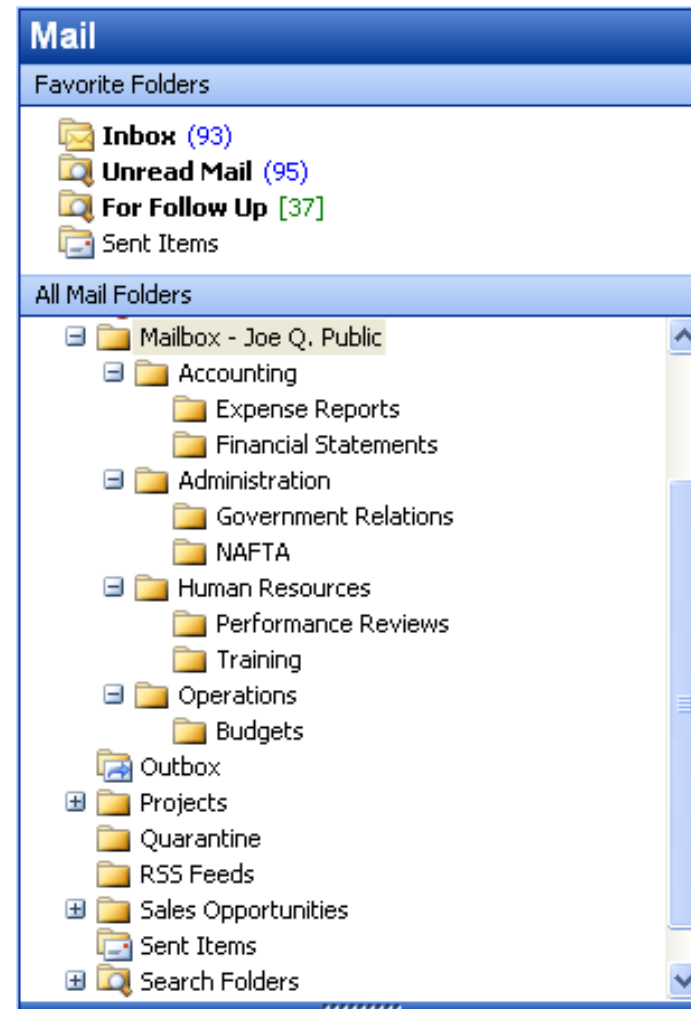 Mail
Favorite Folders
Inbox (93)
Unread Mail (95)
For Follow Up [37]
Sent Items
All Mail Folders
Mailbox - Joe Q. Public
Accounting
Expense Reports
Financial Statements
Administration
Government Relations
NAFTA
Human Resources
Performance Reviews
Training
Operations
Budgets
Outbox
Projects
Quarantine
RSS Feeds
Sales Opportunities
Sent Items
Search Folders